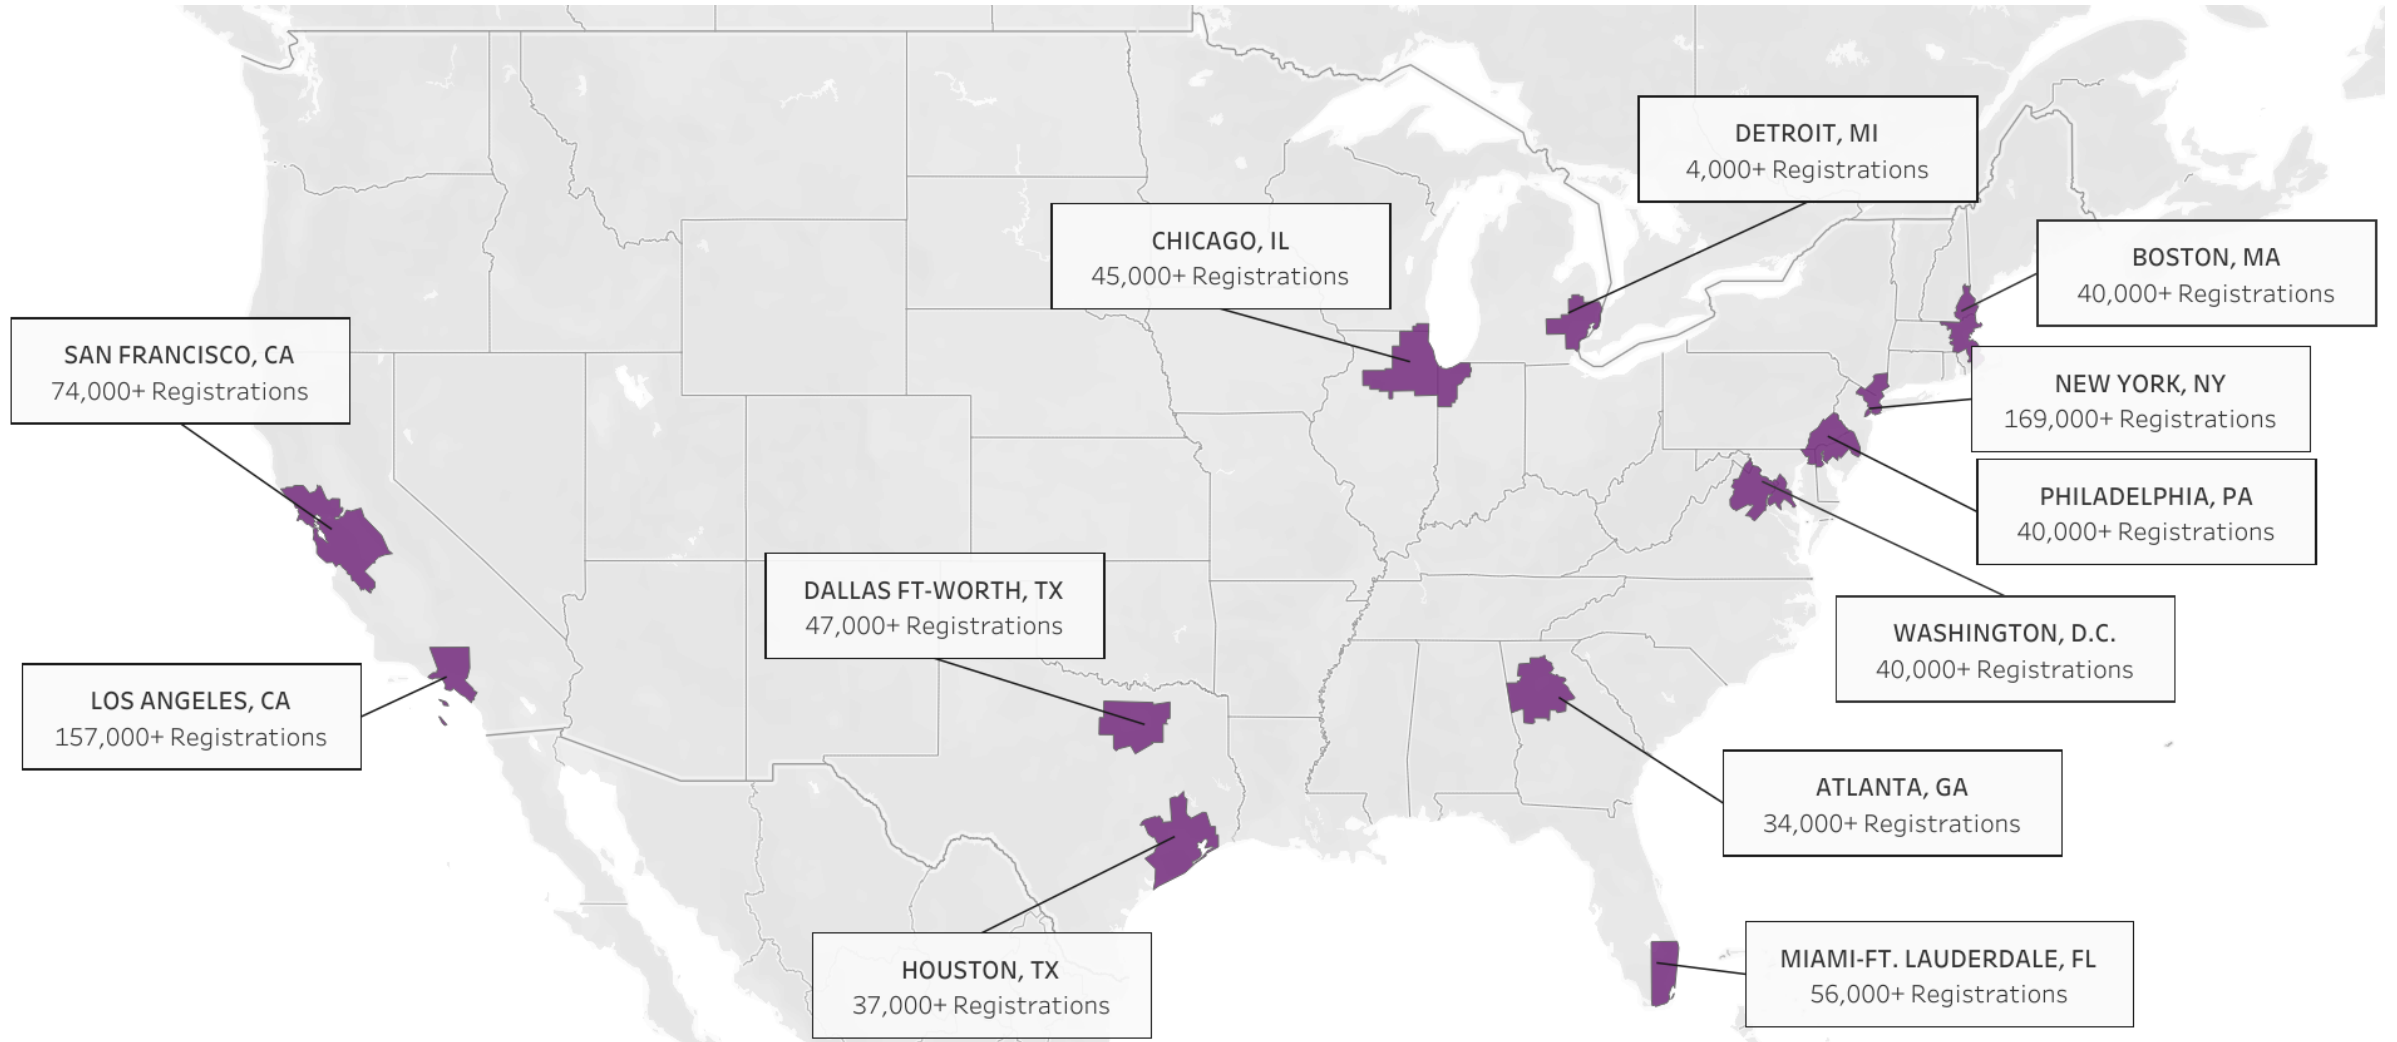 DETROIT, MI
4,000+ Registrations
CHICAGO, IL
45,000+ Registrations
BOSTON, MA
40,000+ Registrations
SAN FRANCISCO, CA
74,000+ Registrations
NEW YORK, NY
169,000+ Registrations
PHILADELPHIA, PA
40,000+ Registrations
DALLAS FT-WORTH, TX
47,000+ Registrations
WASHINGTON, D.C.
40,000+ Registrations
LOS ANGELES, CA
157,000+ Registrations
ATLANTA, GA
34,000+ Registrations
HOUSTON, TX
37,000+ Registrations
MIAMI-FT. LAUDERDALE, FL
56,000+ Registrations